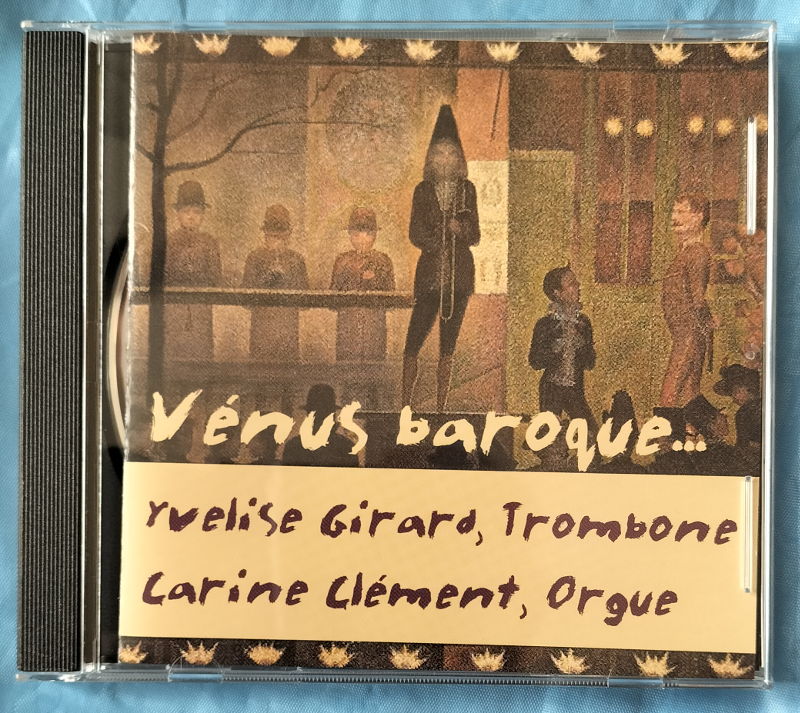 Vénus baroque...
Yvelise Girard, Trombone
Carine Clément, Orgue